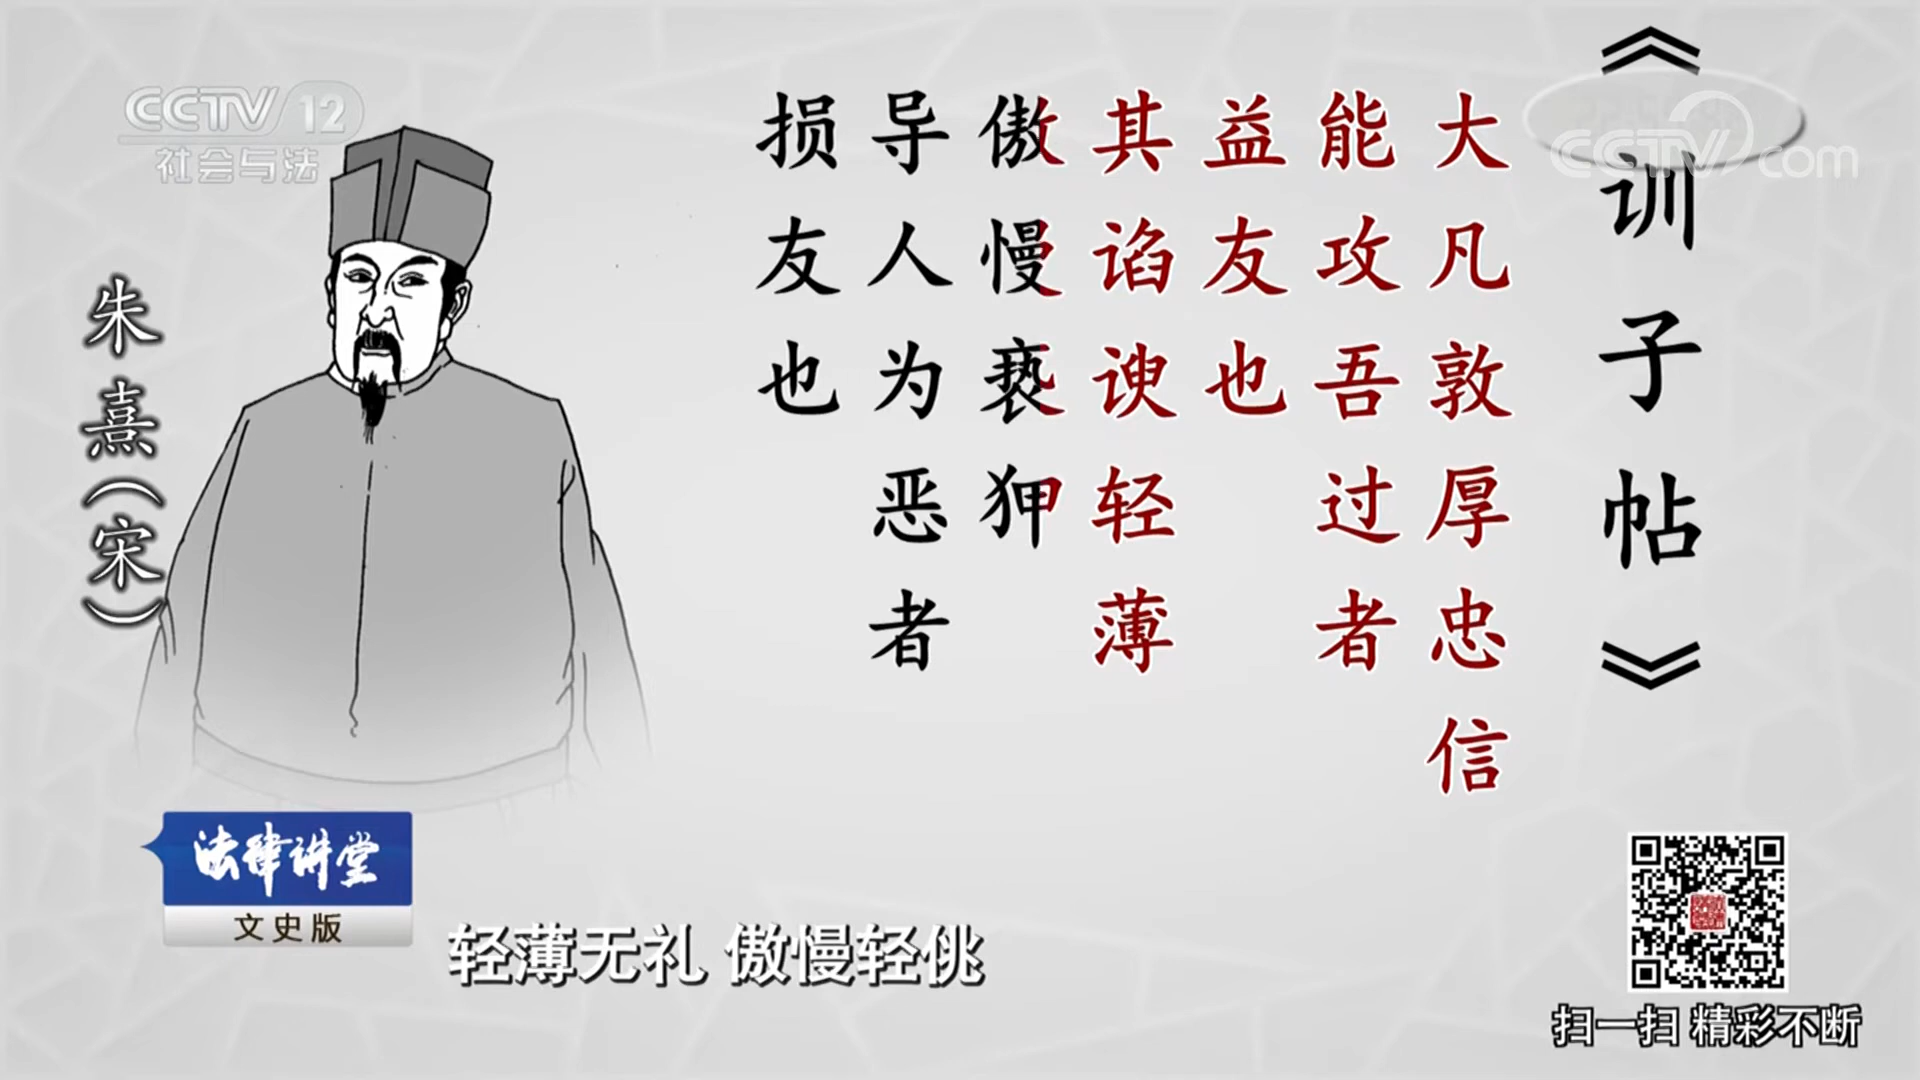 《训子帖》
大凡敦厚忠信
能攻吾过者
益友也
其谄谀轻薄
傲慢亵狎
导人为恶者
损友也
朱熹（宋）
CCTV 12
社会与法
CCTV.com
法律讲堂
文史版
轻薄无礼 傲慢轻佻
扫一扫 精彩不断